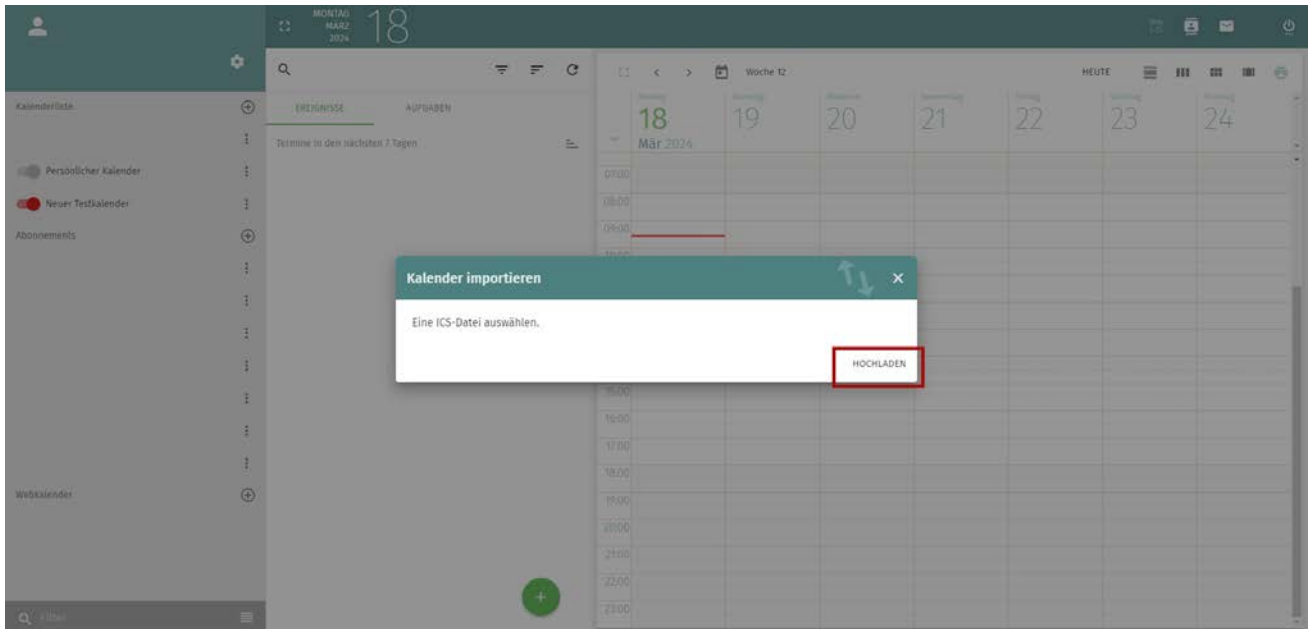 MONTAG
MÄRZ
2024
18
Woche 12
HEUTE
Kalenderliste
EREIGNISSE
AUFGABEN
Termine in den nächsten 7 Tagen
18
19
20
21
22
23
24
Mär 2024
Persönlicher Kalender
Neuer Testkalender
Abonnements
07:00
08:00
09:00
Kalender importieren
Eine ICS-Datei auswählen.
HOCHLADEN
15:00
16:00
17:00
18:00
Webkalender
19:00
20:00
21:00
22:00
23:00
Filter